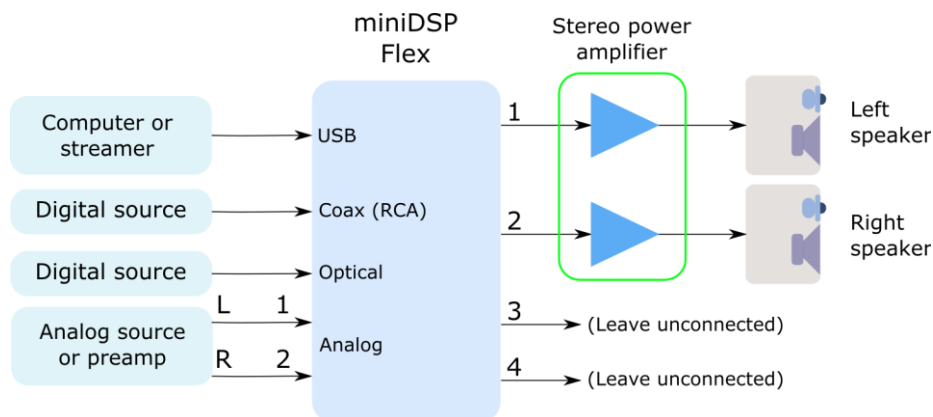 miniDSP
Flex
Stereo power
amplifier
Computer or
streamer
USB
1
Left
speaker
Digital source
Coax (RCA)
2
Right
speaker
Digital source
Optical
L 1
Analog source
or preamp
Analog
R 2
3
(Leave unconnected)
4
(Leave unconnected)